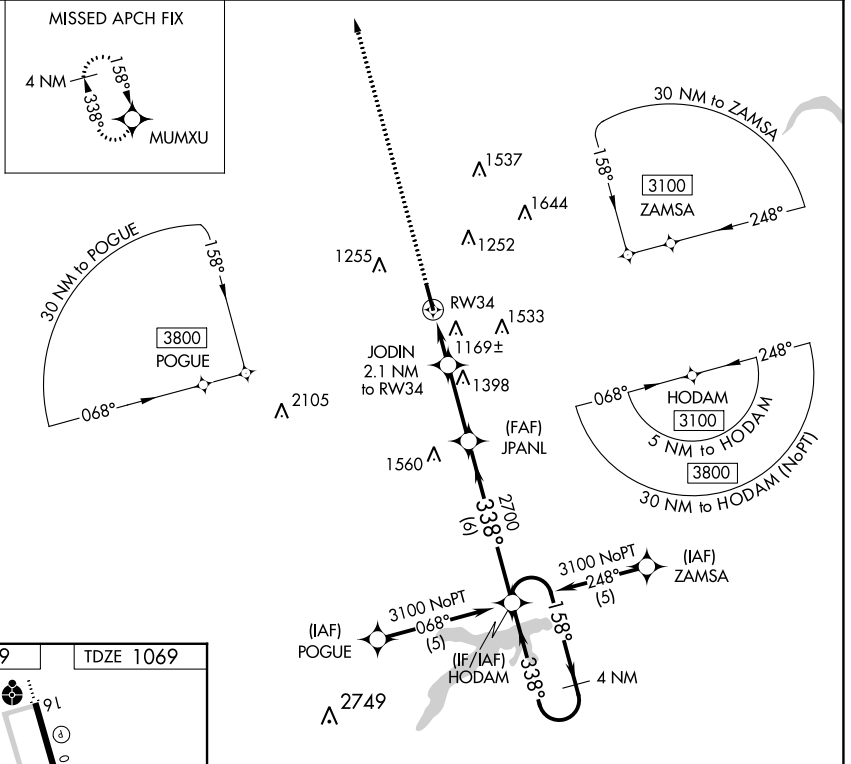 MISSED APCH FIX
4 NM
158°
338°
MUMXU
30 NM to ZAMSA
158°
3100
ZAMSA
248°
1537
1644
1252
1255
30 NM to POGUE
158°
3800
POGUE
068°
RW34
1533
1169±
JODIN
2.1 NM
to RW34
1398
2105
(FAF)
JPANL
1560
248°
068°
HODAM
3100
5 NM to HODAM
3800
30 NM to HODAM (NoPT)
2700
338°
(6)
3100 NoPT
248°
(5)
(IAF)
ZAMSA
3100 NoPT
068°
(5)
(IAF)
POGUE
(IF/IAF)
HODAM
158°
338°
4 NM
2749
9
TDZE 1069
16
P